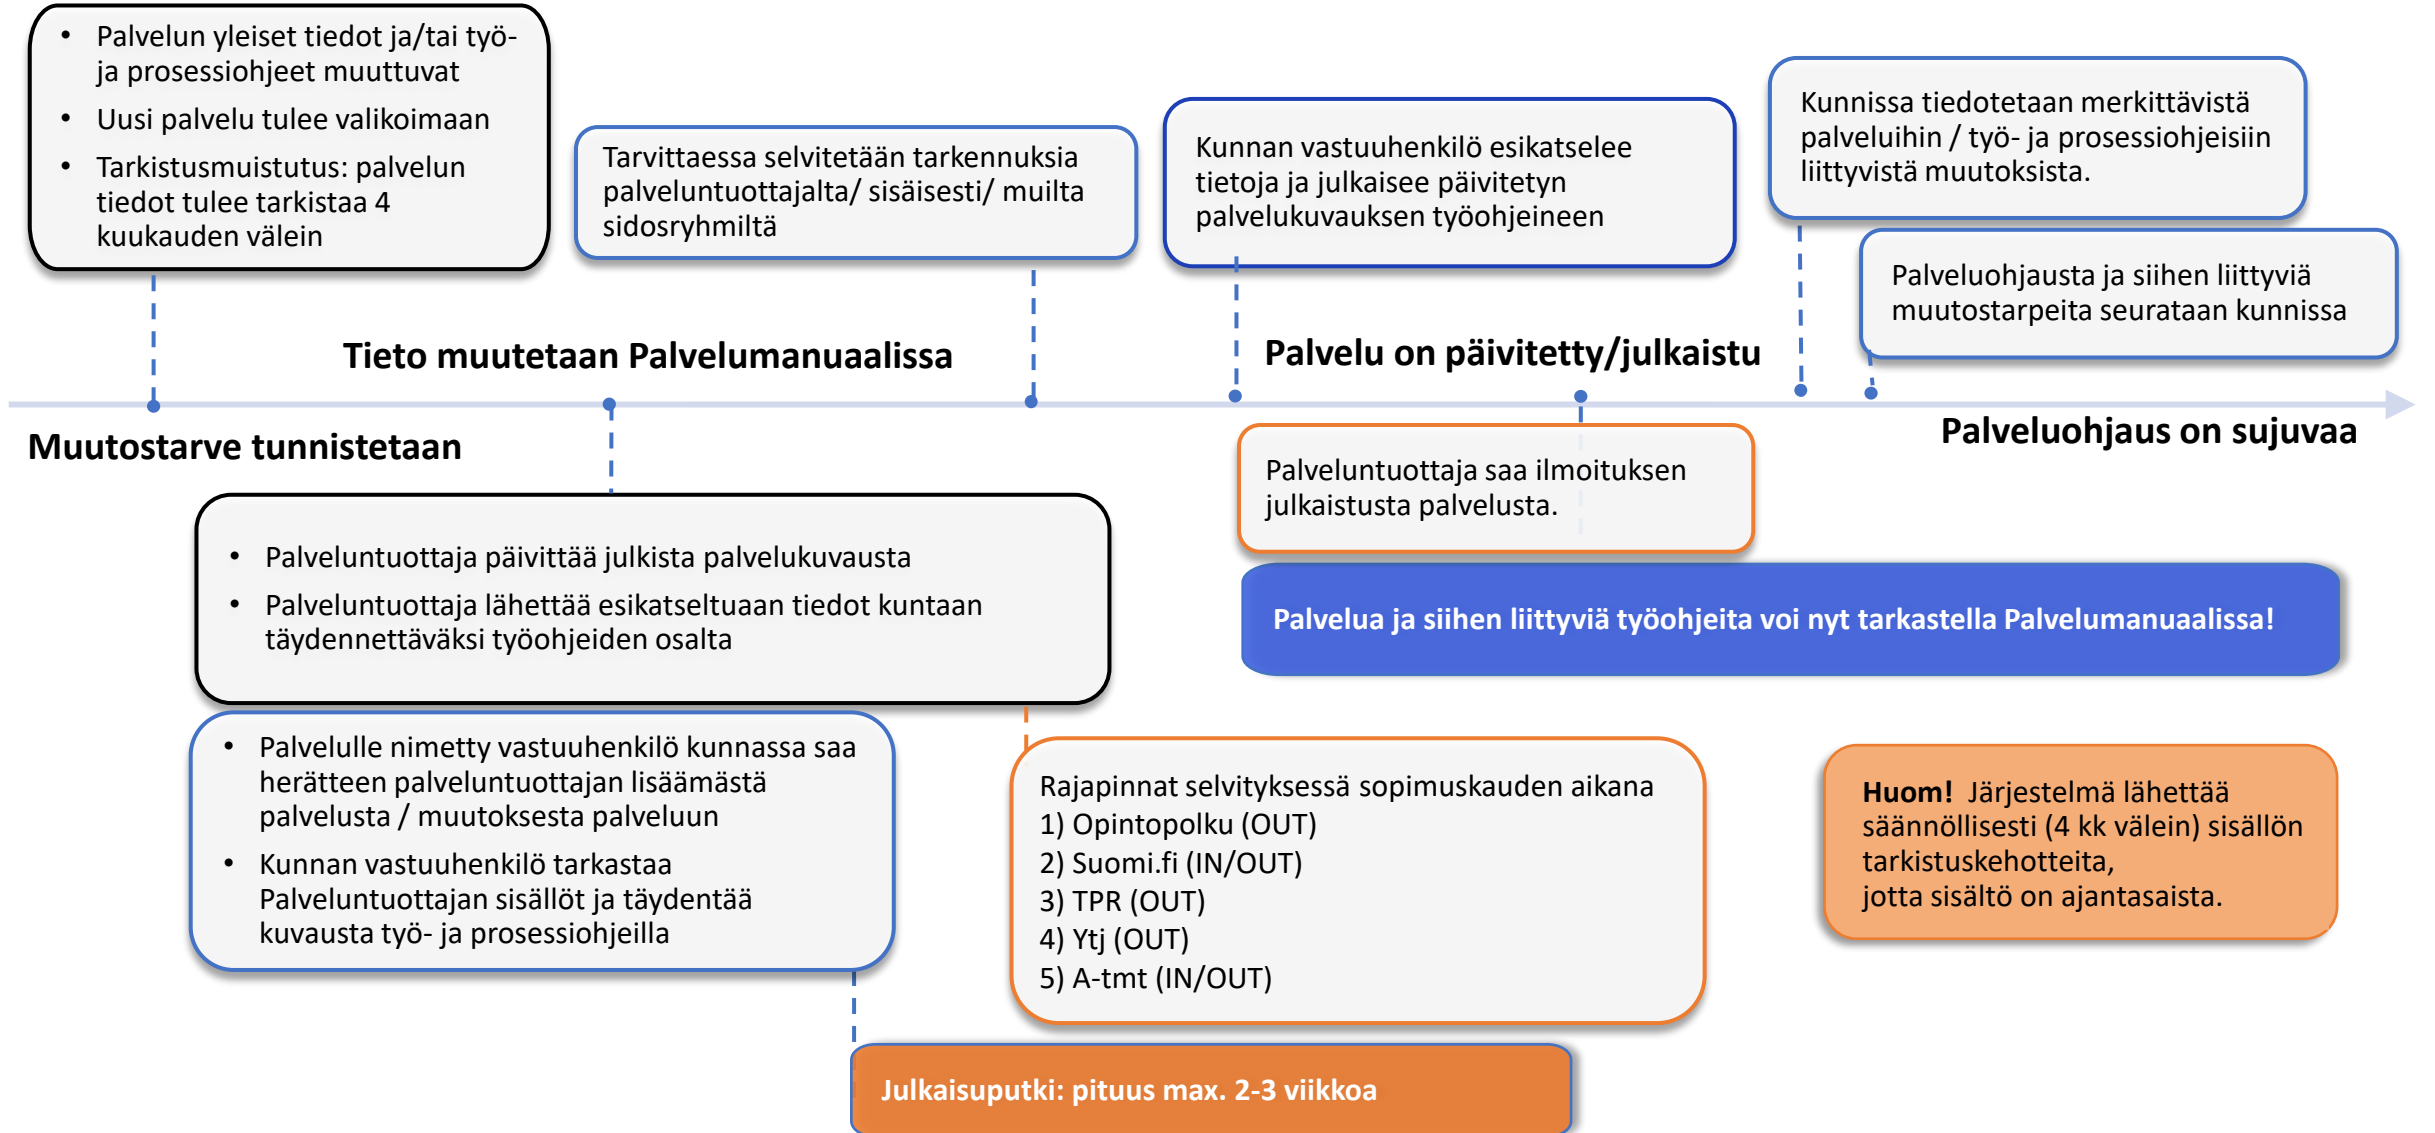 • Palvelun yleiset tiedot ja/tai työ-
ja prosessiohjeet muuttuvat
• Uusi palvelu tulee valikoimaan
• Tarkistusmuistutus: palvelun
tiedot tulee tarkistaa 4
kuukauden välein
Tarvittaessa selvitetään tarkennuksia
palveluntuottajalta/ sisäisesti/ muilta
sidosryhmiltä
Kunnan vastuuhenkilö esikatselee
tietoja ja julkaisee päivitetyn
palvelukuvauksen työohjeineen
Kunnissa tiedotetaan merkittävistä
palveluihin / työ- ja prosessiohjeisiin
liittyvistä muutoksista.
Palveluohjausta ja siihen liittyviä
muutostarpeita seurataan kunnissa
Tieto muutetaan Palvelumanuaalissa
Palvelu on päivitetty/julkaistu
Muutostarve tunnistetaan
Palveluohjaus on sujuvaa
Palveluntuottaja saa ilmoituksen
julkaistusta palvelusta.
• Palveluntuottaja päivittää julkista palvelukuvausta
• Palveluntuottaja lähettää esikatseltuaan tiedot kuntaan
täydennettäväksi työohjeiden osalta
Palvelua ja siihen liittyviä työohjeita voi nyt tarkastella Palvelumanuaalissa!
• Palvelulle nimetty vastuuhenkilö kunnassa saa
herätteen palveluntuottajan lisäämästä
palvelusta / muutoksesta palveluun
• Kunnan vastuuhenkilö tarkastaa
Palveluntuottajan sisällöt ja täydentää
kuvausta työ- ja prosessiohjeilla
Rajapinnat selvityksessä sopimuskauden aikana
1) Opintopolku (OUT)
2) Suomi.fi (IN/OUT)
3) TPR (OUT)
4) Ytj (OUT)
5) A-tmt (IN/OUT)
Huom! Järjestelmä lähettää
säännöllisesti (4 kk välein) sisällön
tarkistuskehotteita,
jotta sisältö on ajantasaista.
Julkaisuputki: pituus max. 2-3 viikkoa